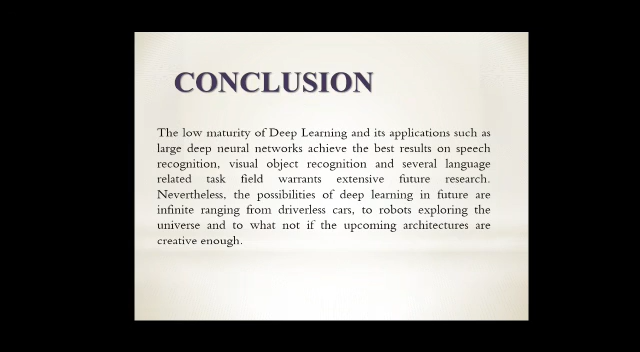 CONCLUSION
The low maturity of Deep Learning and its applications such as
large deep neural networks achieve the best results on speech
recognition, visual object recognition and several language
related task field warrants extensive future research.
Nevertheless, the possibilities of deep learning in future are
infinite ranging from driverless cars, to robots exploring the
universe and to what not if the upcoming architectures are
creative enough.